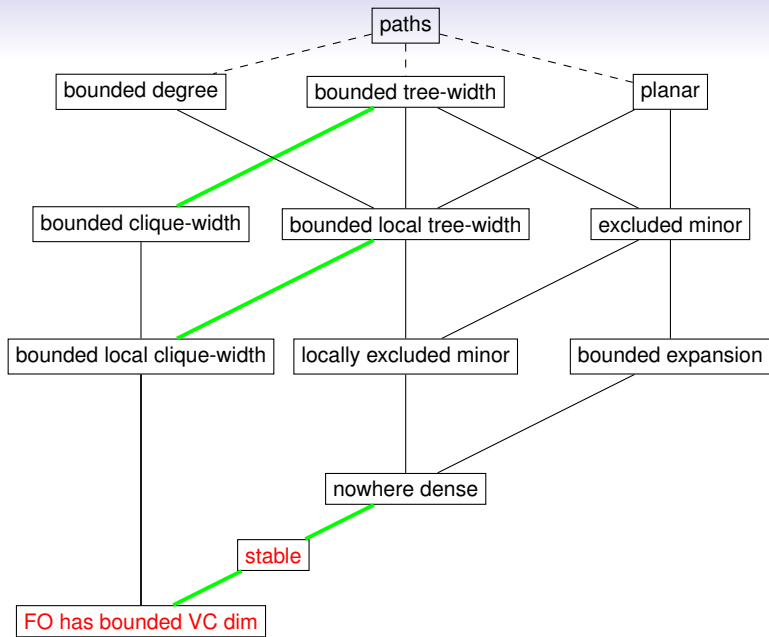 paths
bounded degree
bounded tree-width
planar
bounded clique-width
bounded local tree-width
excluded minor
bounded local clique-width
locally excluded minor
bounded expansion
nowhere dense
stable
FO has bounded VC dim